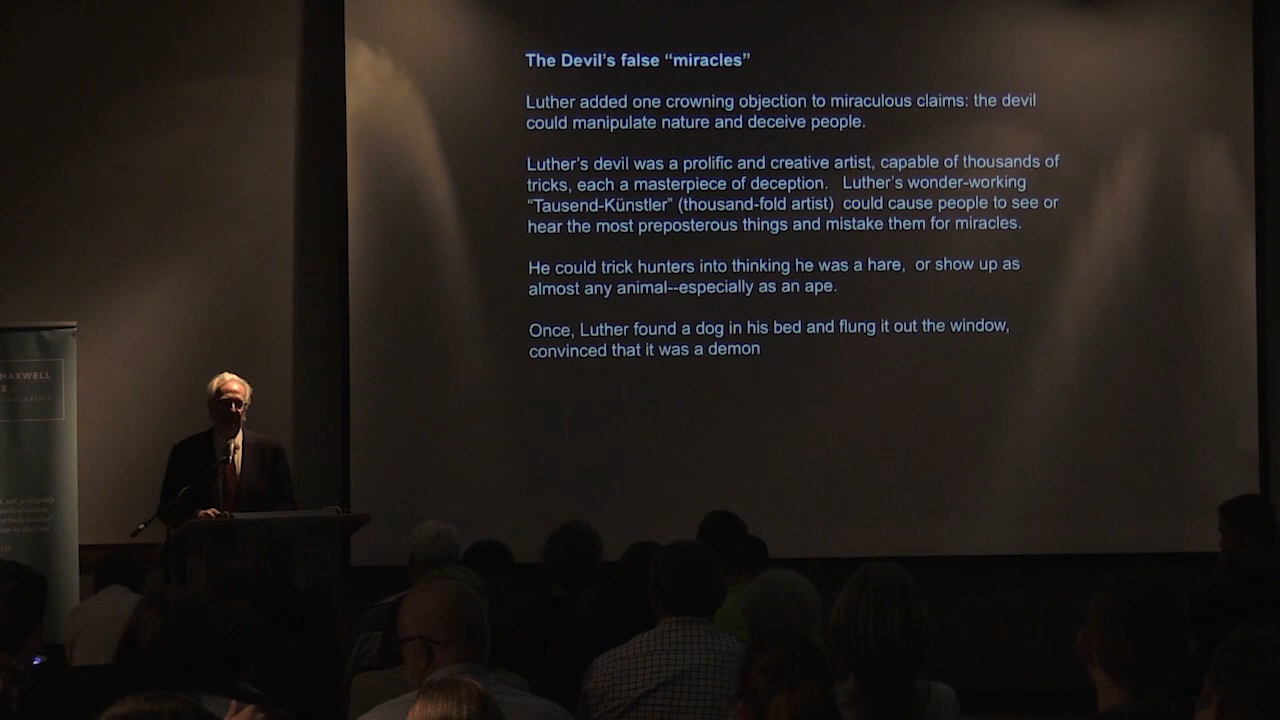 The Devil's false “miracles”
Luther added one crowning objection to miraculous claims: the devil
could manipulate nature and deceive people.
Luther's devil was a prolific and creative artist, capable of thousands of
tricks, each a masterpiece of deception.   Luther's wonder-working
“Tausend-Künstler” (thousand-fold artist)  could cause people to see or
hear the most preposterous things and mistake them for miracles.
He could trick hunters into thinking he was a hare,  or show up as
almost any animal--especially as an ape.
Once, Luther found a dog in his bed and flung it out the window,
convinced that it was a demon
MAXWELL